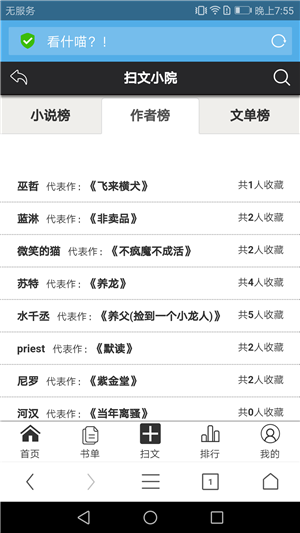 无服务 晚上7:55
看什喵？！
扫文小院
小说榜 作者榜 文单榜
巫哲 代表作：《飞来横犬》 共1人收藏
蓝淋 代表作：《非卖品》 共2人收藏
微笑的猫 代表作：《不疯魔不成活》 共2人收藏
苏特 代表作：《养龙》 共4人收藏
水千丞 代表作：《养父(捡到一个小龙人)》 共5人收藏
priest 代表作：《默读》 共2人收藏
尼罗 代表作：《紫金堂》 共2人收藏
河汉 代表作：《当年离骚》 共0人收藏
首页 书单 扫文 排行 我的
1